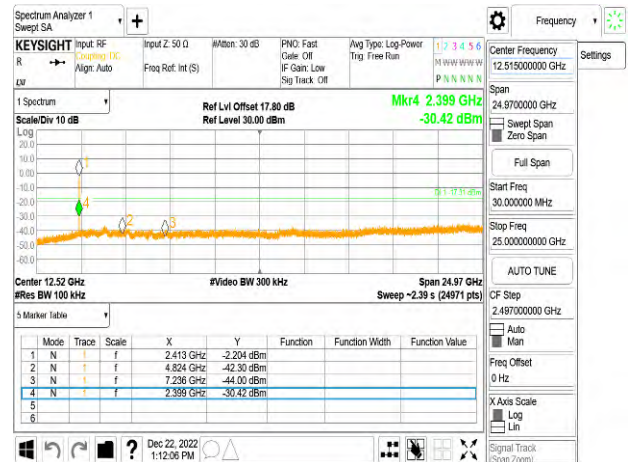 Spectrum Analyzer 1
Swept SA
Frequency
KEYSIGHT Input: RF Input Z: 50 Ω #Atten: 30 dB PNO: Fast Avg Type: Log-Power 1 2 3 4 5 6
R Coupling: DC Gate: Off Trig: Free Run M W W W W W
Align: Auto Freq Ref: Int (S) IF Gain: Low
Sig Track: Off P N N N N N
Center Frequency
12.515000000 GHz
Settings
Span
24.9700000 GHz
Swept Span
Zero Span
Full Span
Start Freq
30.000000 MHz
Stop Freq
25.000000000 GHz
AUTO TUNE
CF Step
2.497000000 GHz
Auto
Man
Freq Offset
0 Hz
X Axis Scale
Log
Lin
Signal Track
(Span Zoom)
1 Spectrum Ref Lvl Offset 17.80 dB Mkr4 2.399 GHz
Scale/Div 10 dB Ref Level 30.00 dBm -30.42 dBm
Log
20.0
10.0
0.00
-10.0
-20.0
-30.0
-40.0
-50.0
-60.0
1
4
2
3
Center 12.52 GHz #Video BW 300 kHz Span 24.97 GHz
#Res BW 100 kHz Sweep ~2.39 s (24971 pts)
5 Marker Table
Mode Trace Scale X Y Function Function Width Function Value
1 N 1 f 2.413 GHz -2.204 dBm
2 N 1 f 4.824 GHz -42.30 dBm
3 N 1 f 7.236 GHz -44.00 dBm
4 N 1 f 2.399 GHz -30.42 dBm
5
6
? Dec 22, 2022
1:12:06 PM